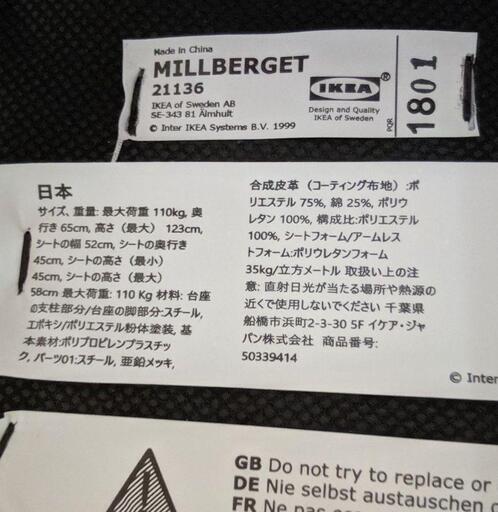 Made in China
MILLBERGET
21136
IKEA of Sweden AB
SE-343 81 Älmhult
© Inter IKEA Systems B.V. 1999
IKEA®
Design and Quality
IKEA of Sweden
PQR
1801
日本
サイズ, 重量: 最大荷重 110kg, 奥
行き 65cm, 高さ（最大） 123cm,
シートの幅 52cm, シートの奥行き
45cm, シートの高さ（最小）
45cm, シートの高さ（最大）
58cm 最大荷重: 110 Kg 材料: 台座
の支柱部分/台座の脚部分:スチール,
エポキシ/ポリエステル粉体塗装, 基
本素材:ポリプロピレンプラスチッ
ク, パーツ01:スチール, 亜鉛メッキ,
合成皮革（コーティング布地）:ポ
リエステル 75%, 綿 25%, ポリウ
レタン 100%, 構成比:ポリエステル
100%, シートフォーム/アームレス
トフォーム:ポリウレタンフォーム
35kg/立方メートル 取扱い上の注
意: 直射日光が当たる場所や熱源の
近くで使用しないでください 千葉県
船橋市浜町2-3-30 5F イケア・ジャ
パン株式会社 商品番号:
50339414
© Inter
GB Do not try to replace or
DE Nie selbst austauschen
FR Ne pas